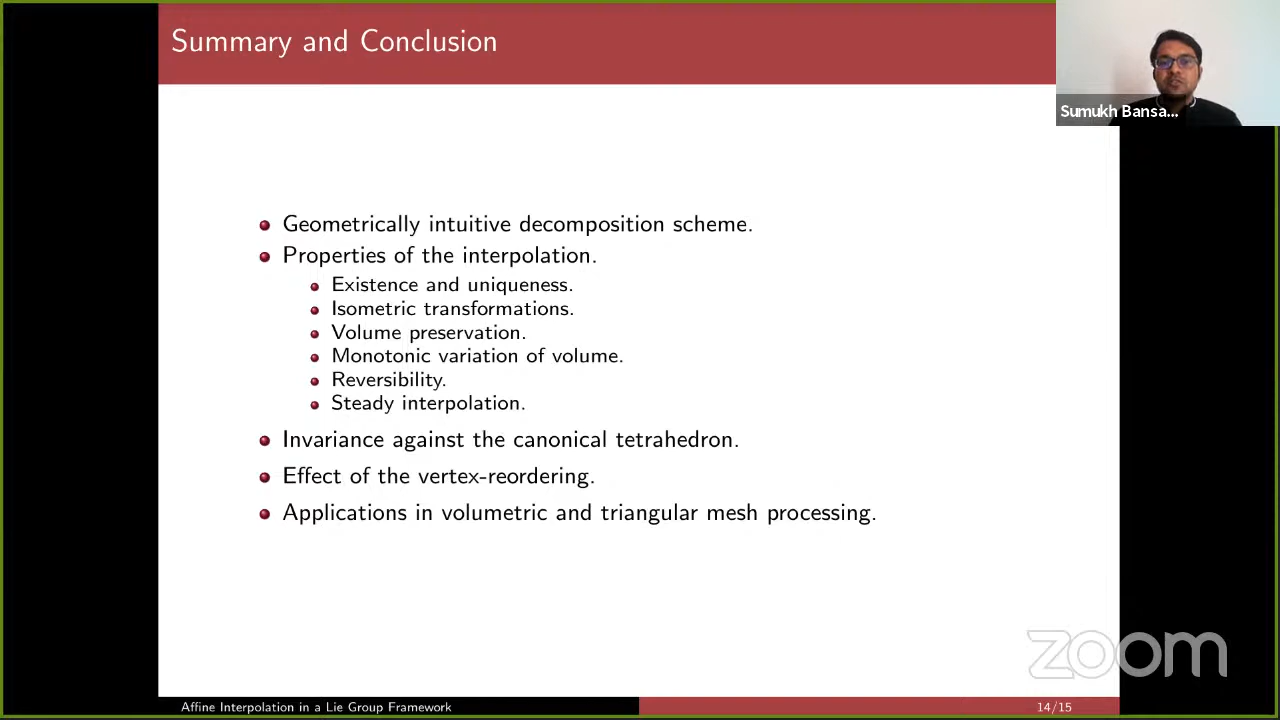 Summary and Conclusion
Sumukh Bansa...
Geometrically intuitive decomposition scheme.
Properties of the interpolation.
Existence and uniqueness.
Isometric transformations.
Volume preservation.
Monotonic variation of volume.
Reversibility.
Steady interpolation.
Invariance against the canonical tetrahedron.
Effect of the vertex-reordering.
Applications in volumetric and triangular mesh processing.
zoom
Affine Interpolation in a Lie Group Framework
14/15